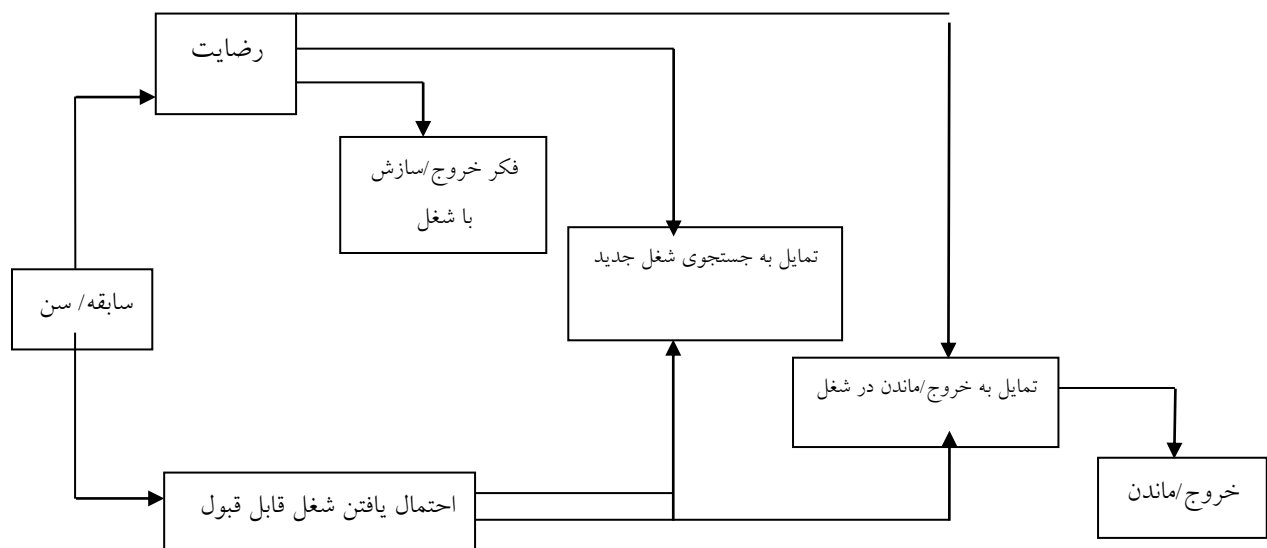 رضایت
فکر خروج/سازش
با شغل
تمایل به جستجوی شغل جدید
سابقه/ سن
تمایل به خروج/ماندن در شغل
خروج/ماندن
احتمال یافتن شغل قابل قبول